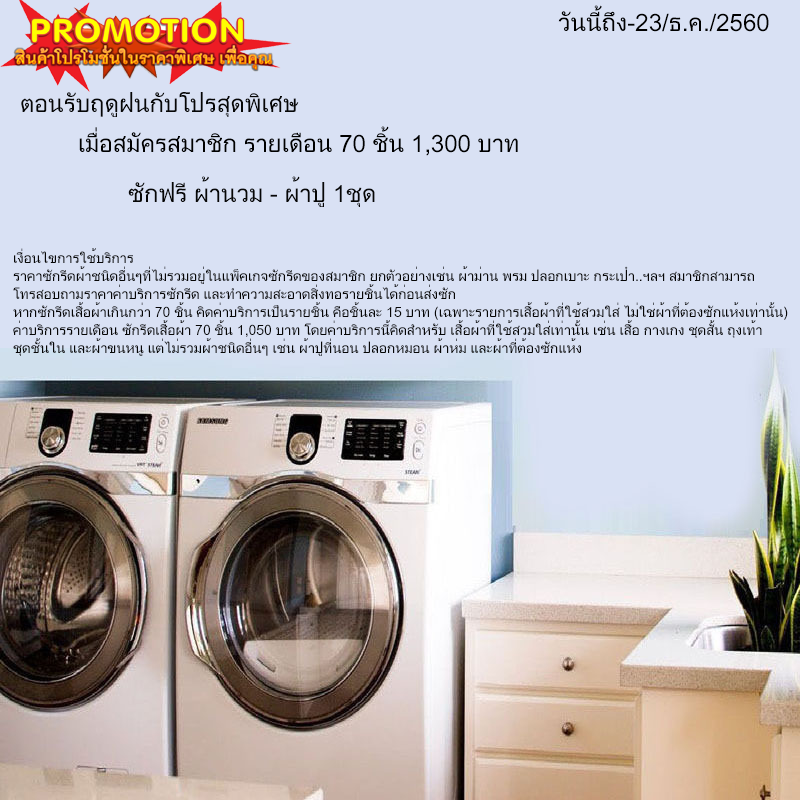 PROMOTION
สินค้าโปรโมชั่นในราคาพิเศษ เพื่อคุณ
วันนี้ถึง-23/ธ.ค./2560
ตอนรับฤดูฝนกับโปรสุดพิเศษ
เมื่อสมัครสมาชิก รายเดือน 70 ชิ้น 1,300 บาท
ซักฟรี ผ้านวม - ผ้าปู 1ชุด
เงื่อนไขการใช้บริการ
ราคาซักรีดผ้าชนิดอื่นๆที่ไม่รวมอยู่ในแพ็คเกจซักรีดของสมาชิก ยกตัวอย่างเช่น ผ้าม่าน พรม ปลอกเบาะ กระเป๋า..ฯลฯ สมาชิกสามารถ
โทรสอบถามราคาค่าบริการซักรีด และทำความสะอาดสิ่งทอรายชิ้นได้ก่อนส่งซัก
หากซักรีดเสื้อผ้าเกินกว่า 70 ชิ้น คิดค่าบริการเป็นรายชิ้น คือชิ้นละ 15 บาท (เฉพาะรายการเสื้อผ้าที่ใช้สวมใส่ ไม่ใช่ผ้าที่ต้องซักแห้งเท่านั้น)
ค่าบริการรายเดือน ซักรีดเสื้อผ้า 70 ชิ้น 1,050 บาท โดยค่าบริการนี้คิดสำหรับ เสื้อผ้าที่ใช้สวมใส่เท่านั้น เช่น เสื้อ กางเกง ชุดสั้น ถุงเท้า
ชุดชั้นใน และผ้าขนหนู แต่ไม่รวมผ้าชนิดอื่นๆ เช่น ผ้าปูที่นอน ปลอกหมอน ผ้าห่ม และผ้าที่ต้องซักแห้ง
SAMSUNG
STEAM
STEAM